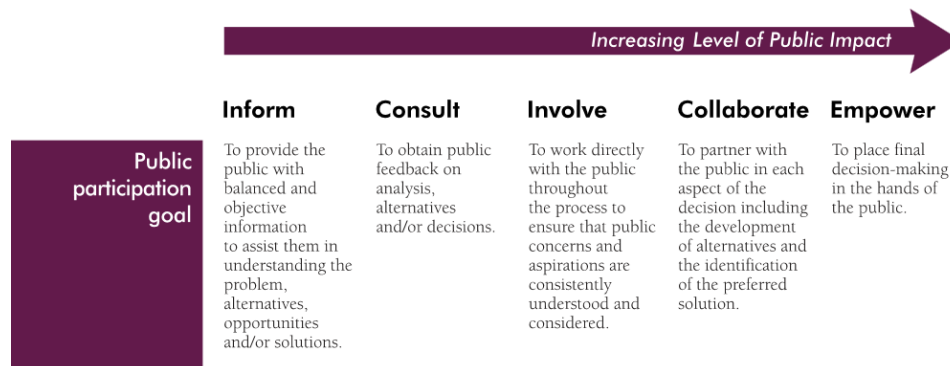 Increasing Level of Public Impact
Inform
Consult
Involve
Collaborate
Empower
Public
participation
goal
To provide the
public with
balanced and
objective
information
to assist them in
understanding the
problem,
alternatives,
opportunities
and/or solutions.
To obtain public
feedback on
analysis,
alternatives
and/or decisions.
To work directly
with the public
throughout
the process to
ensure that public
concerns and
aspirations are
consistently
understood and
considered.
To partner with
the public in each
aspect of the
decision including
the development
of alternatives and
the identification
of the preferred
solution.
To place final
decision-making
in the hands of
the public.